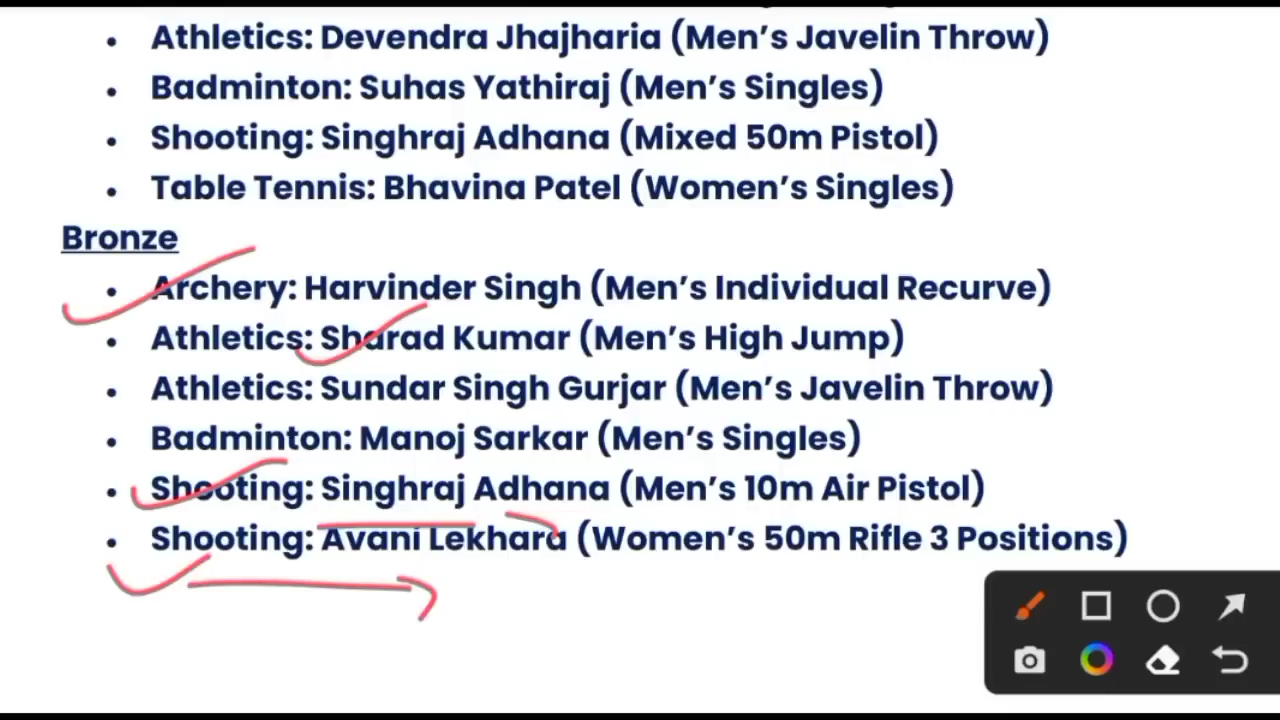 • Athletics: Devendra Jhajharia (Men’s Javelin Throw)
• Badminton: Suhas Yathiraj (Men’s Singles)
• Shooting: Singhraj Adhana (Mixed 50m Pistol)
• Table Tennis: Bhavina Patel (Women’s Singles)
Bronze
• Archery: Harvinder Singh (Men’s Individual Recurve)
• Athletics: Sharad Kumar (Men’s High Jump)
• Athletics: Sundar Singh Gurjar (Men’s Javelin Throw)
• Badminton: Manoj Sarkar (Men’s Singles)
• Shooting: Singhraj Adhana (Men’s 10m Air Pistol)
• Shooting: Avani Lekhara (Women’s 50m Rifle 3 Positions)